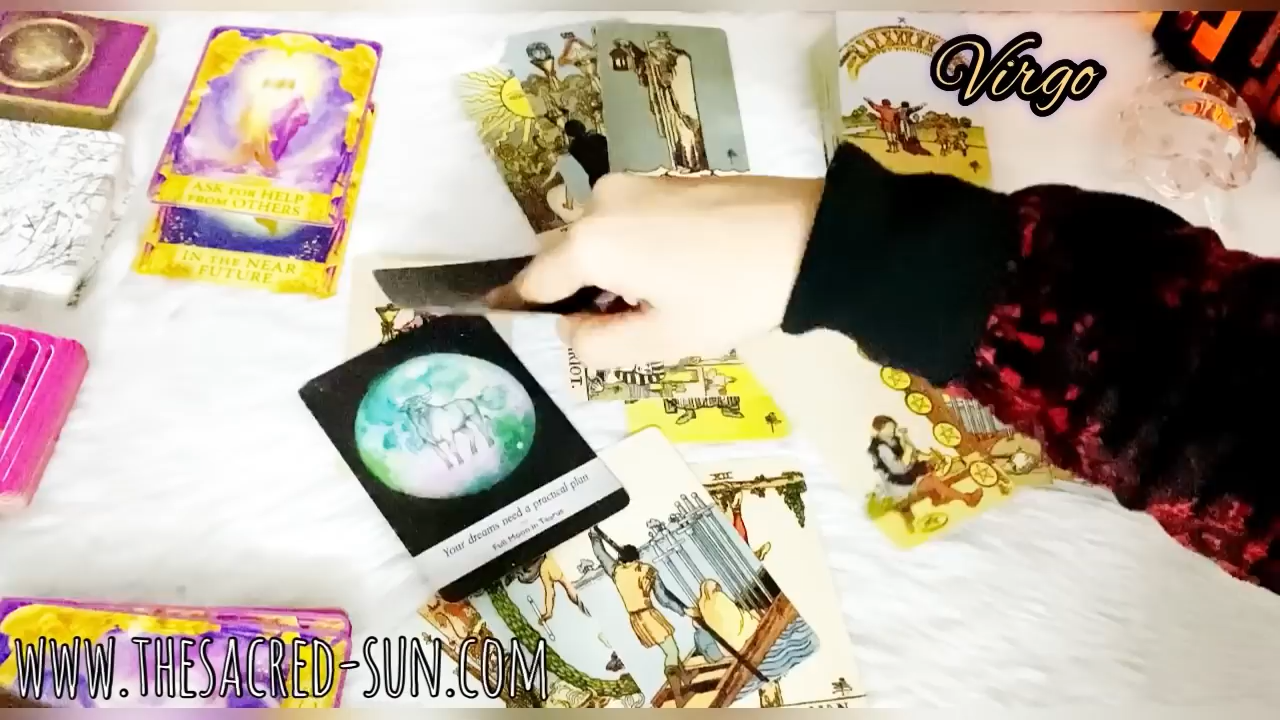 Virgo
X
ASK FOR HELP
FROM OTHERS
IN THE NEAR
FUTURE
Your dreams need a practical plan
Full Moon in Taurus
XII
www.thesacred-sun.com